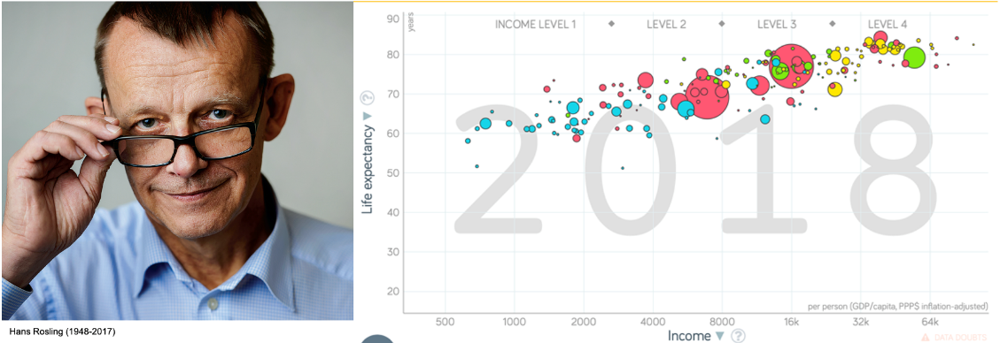 Hans Rosling (1948-2017)
90
80
70
60
50
40
30
20
years
Life expectancy ▼ ?
INCOME LEVEL 1 ◆ LEVEL 2 ◆ LEVEL 3 ◆ LEVEL 4
2018
per person (GDP/capita, PPP$ inflation-adjusted)
500 1000 2000 4000 8000 16k 32k 64k
Income ▼ ?
DATA DOUBTS